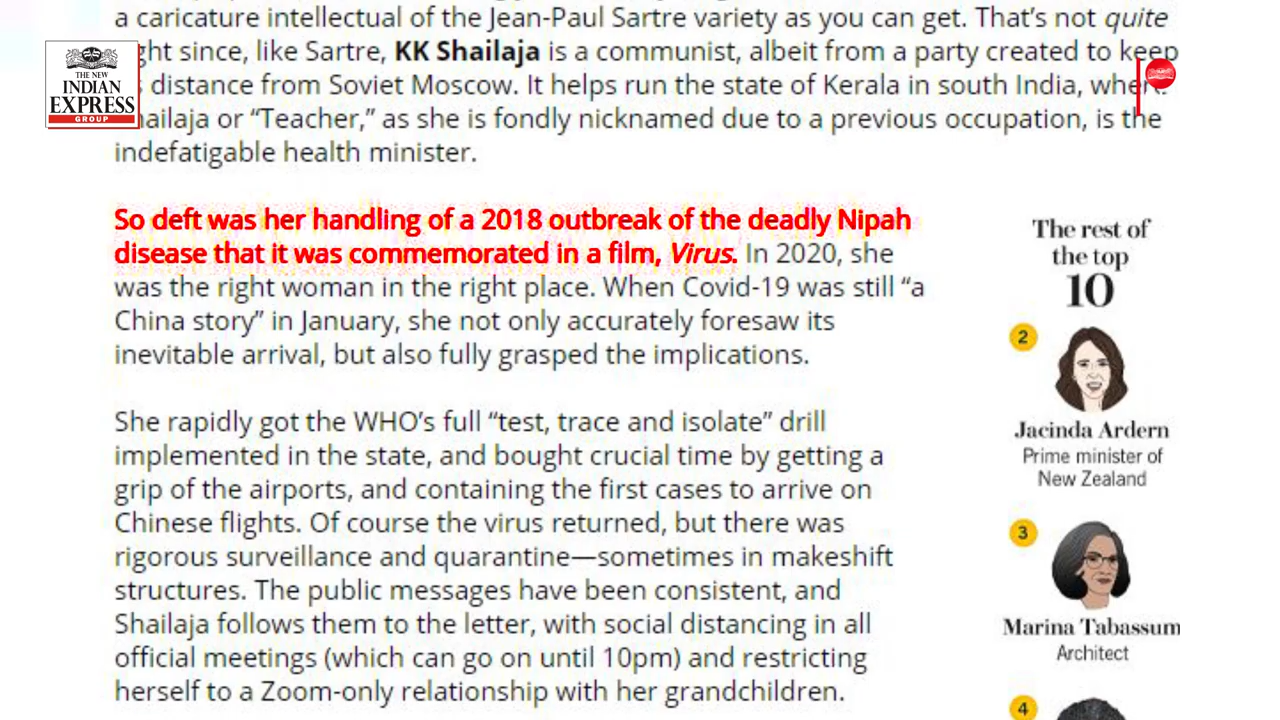 a caricature intellectual of the Jean-Paul Sartre variety as you can get. That's not quite
since, like Sartre, KK Shailaja is a communist, albeit from a party created to keep
distance from Soviet Moscow. It helps run the state of Kerala in south India, where
Shailaja or “Teacher,” as she is fondly nicknamed due to a previous occupation, is the
indefatigable health minister.
THE NEW
INDIAN
EXPRESS
GROUP
So deft was her handling of a 2018 outbreak of the deadly Nipah
disease that it was commemorated in a film, Virus. In 2020, she
was the right woman in the right place. When Covid-19 was still “a
China story” in January, she not only accurately foresaw its
inevitable arrival, but also fully grasped the implications.
She rapidly got the WHO’s full “test, trace and isolate” drill
implemented in the state, and bought crucial time by getting a
grip of the airports, and containing the first cases to arrive on
Chinese flights. Of course the virus returned, but there was
rigorous surveillance and quarantine—sometimes in makeshift
structures. The public messages have been consistent, and
Shailaja follows them to the letter, with social distancing in all
official meetings (which can go on until 10pm) and restricting
herself to a Zoom-only relationship with her grandchildren.
The rest of
the top
10
2
Jacinda Ardern
Prime minister of
New Zealand
3
Marina Tabassum
Architect
4